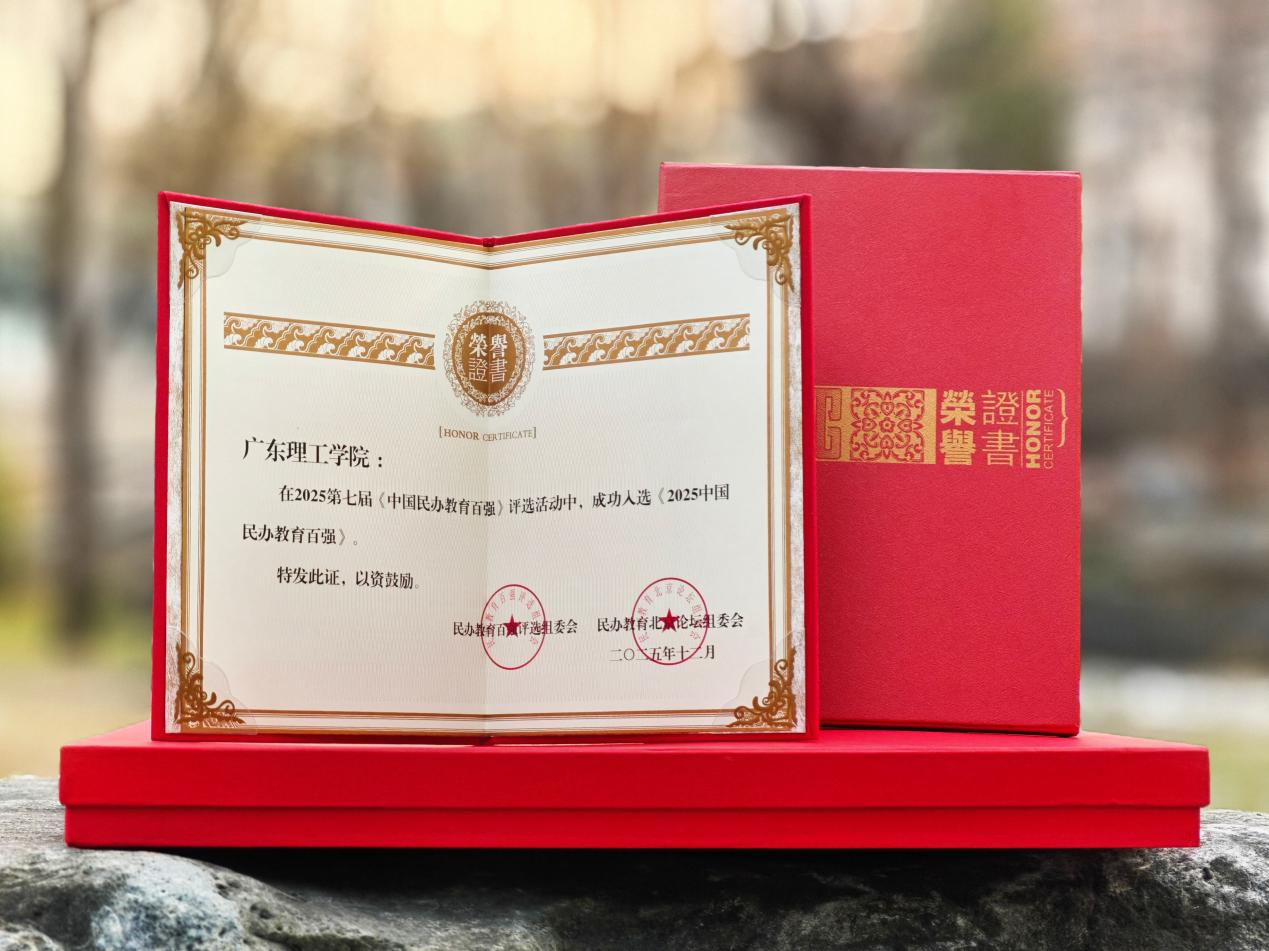 榮譽
證書
[HONOR CERTIFICATE]
广东理工学院：
在2025第七届《中国民办教育百强》评选活动中，成功入选《2025中国
民办教育百强》。
特发此证，以资鼓励。
民办教育百强评选组委会 民办教育北京论坛组委会
二〇二五年十二月
榮譽
證書
HONOR
CERTIFICATE